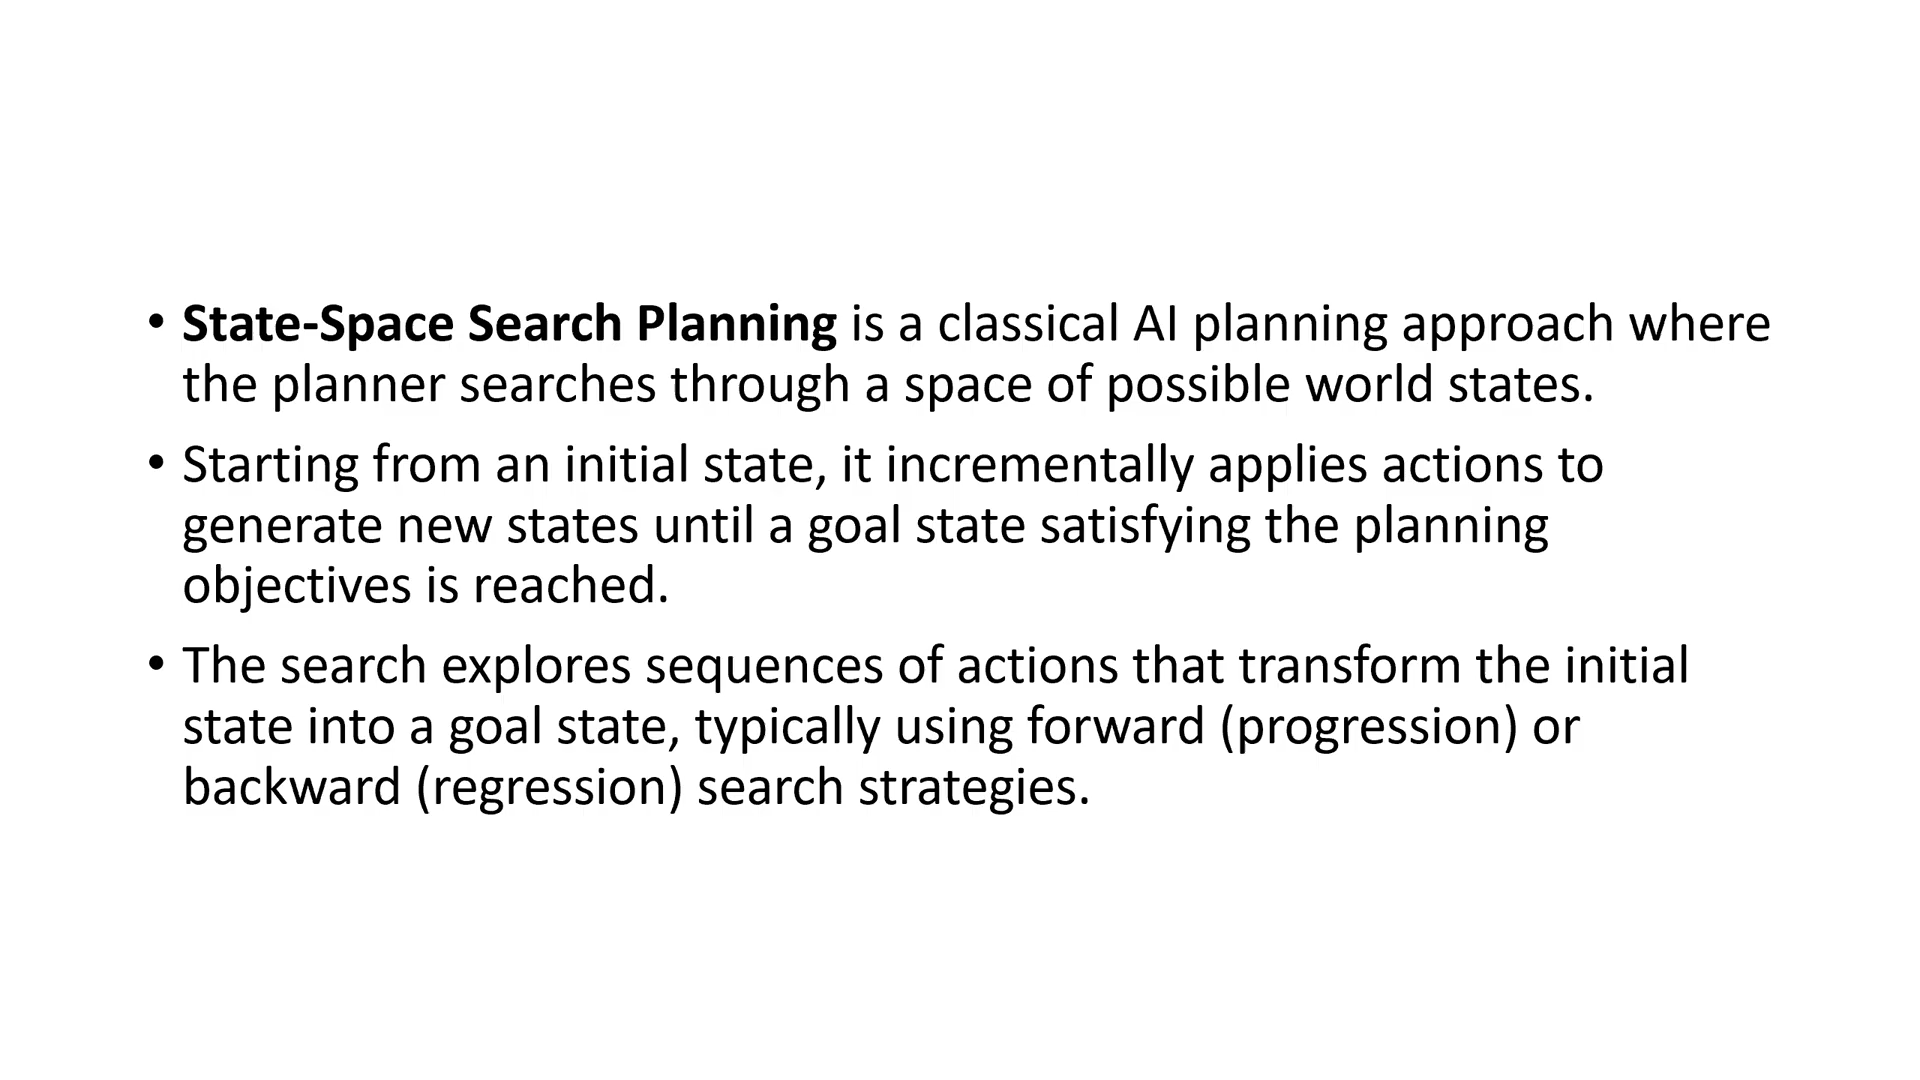 • State-Space Search Planning is a classical AI planning approach where
the planner searches through a space of possible world states.
• Starting from an initial state, it incrementally applies actions to
generate new states until a goal state satisfying the planning
objectives is reached.
• The search explores sequences of actions that transform the initial
state into a goal state, typically using forward (progression) or
backward (regression) search strategies.